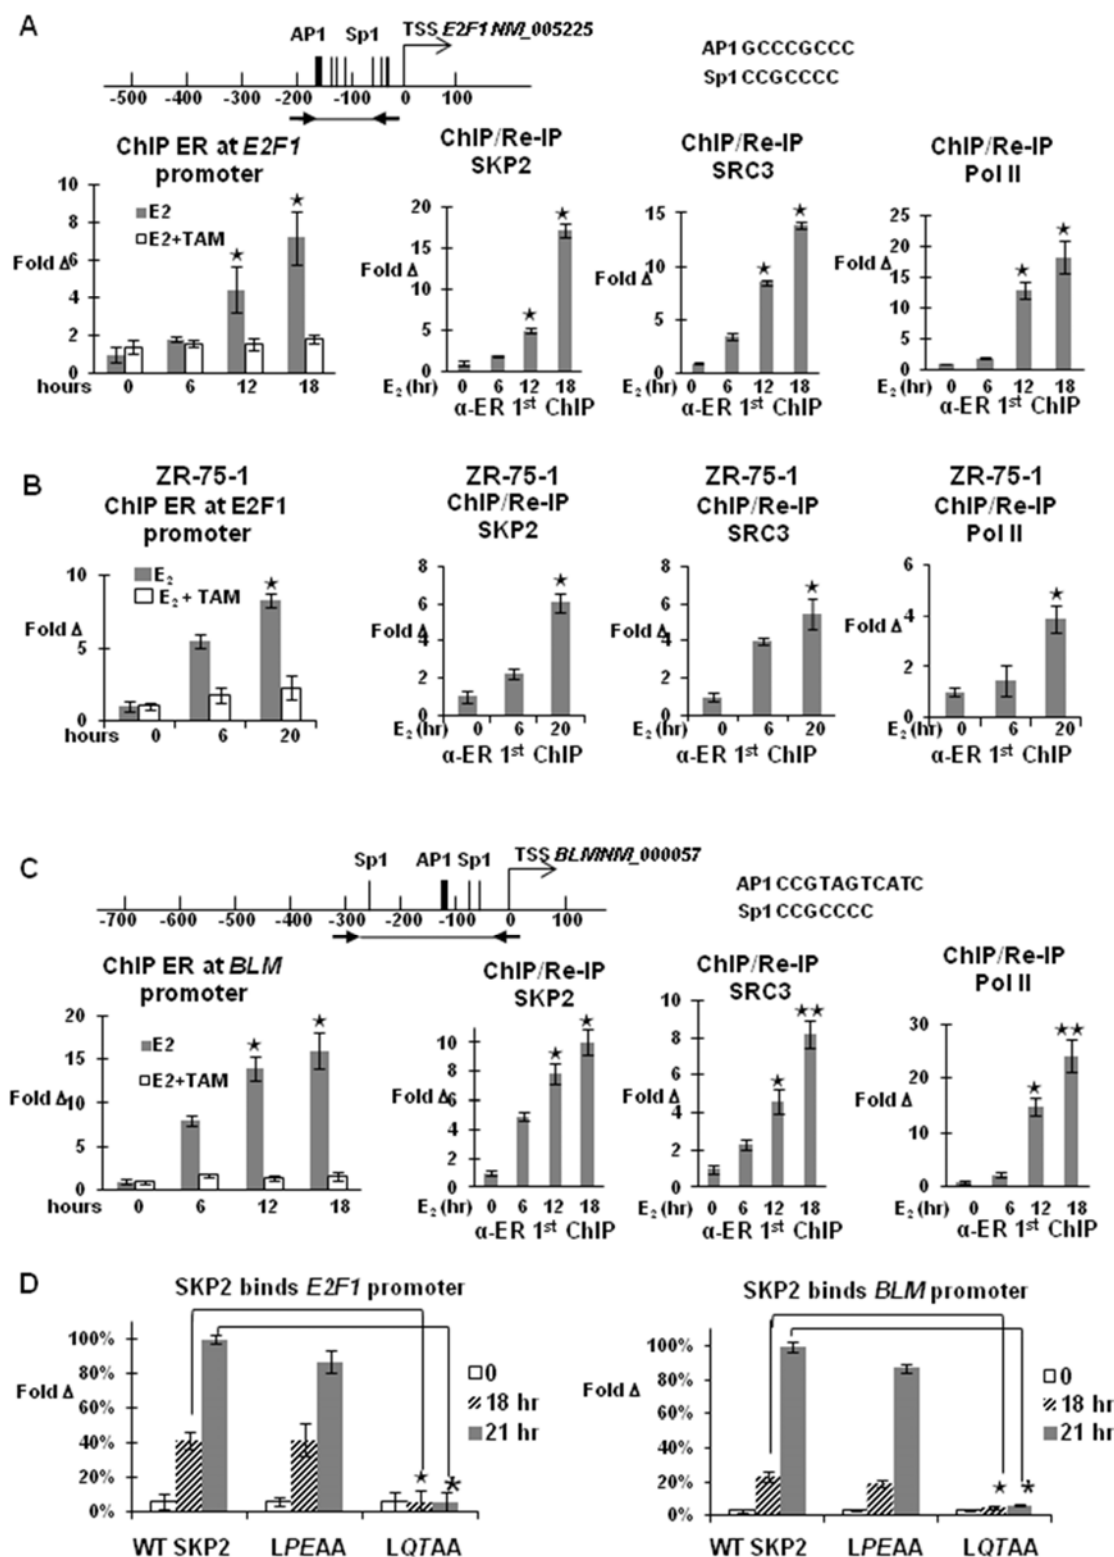 A
AP1 Sp1 TSS E2F1 NM_005225
AP1 GCCCGCCC
Sp1 CCGCCCC
-500 -400 -300 -200 -100 0 100
ChIP ER at E2F1
promoter
ChIP/Re-IP
SKP2
ChIP/Re-IP
SRC3
ChIP/Re-IP
Pol II
10
8
6
4
2
0
Fold Δ
E2
E2+TAM
hours 0 6 12 18
20
15
10
5
0
Fold Δ
E2 (hr) 0 6 12 18
α-ER 1st ChIP
15
10
5
0
Fold Δ
E2 (hr) 0 6 12 18
α-ER 1st ChIP
25
20
15
10
5
0
Fold Δ
E2 (hr) 0 6 12 18
α-ER 1st ChIP
B
ZR-75-1
ChIP ER at E2F1
promoter
ZR-75-1
ChIP/Re-IP
SKP2
ZR-75-1
ChIP/Re-IP
SRC3
ZR-75-1
ChIP/Re-IP
Pol II
10
5
0
Fold Δ
E2
E2 + TAM
hours 0 6 20
8
6
4
2
0
Fold Δ
E2 (hr) 0 6 20
α-ER 1st ChIP
8
6
4
2
0
Fold Δ
E2 (hr) 0 6 20
α-ER 1st ChIP
6
4
2
0
Fold Δ
E2 (hr) 0 6 20
α-ER 1st ChIP
C
Sp1 AP1 Sp1 TSS BLM NM_000057
AP1 CCGTAGTCATC
Sp1 CCGCCCC
-700 -600 -500 -400 -300 -200 -100 0 100
ChIP ER at BLM
promoter
ChIP/Re-IP
SKP2
ChIP/Re-IP
SRC3
ChIP/Re-IP
Pol II
20
15
10
5
0
Fold Δ
E2
E2+TAM
hours 0 6 12 18
10
8
6
4
2
0
Fold Δ
E2 (hr) 0 6 12 18
α-ER 1st ChIP
10
8
6
4
2
0
Fold Δ
E2 (hr) 0 6 12 18
α-ER 1st ChIP
30
20
10
0
Fold Δ
E2 (hr) 0 6 12 18
α-ER 1st ChIP
D
SKP2 binds E2F1 promoter
100%
80%
60%
40%
20%
0%
Fold Δ
0
18 hr
21 hr
WT SKP2 LPEAA LQTAA
SKP2 binds BLM promoter
100%
80%
60%
40%
20%
0%
Fold Δ
0
18 hr
21 hr
WT SKP2 LPEAA LQTAA